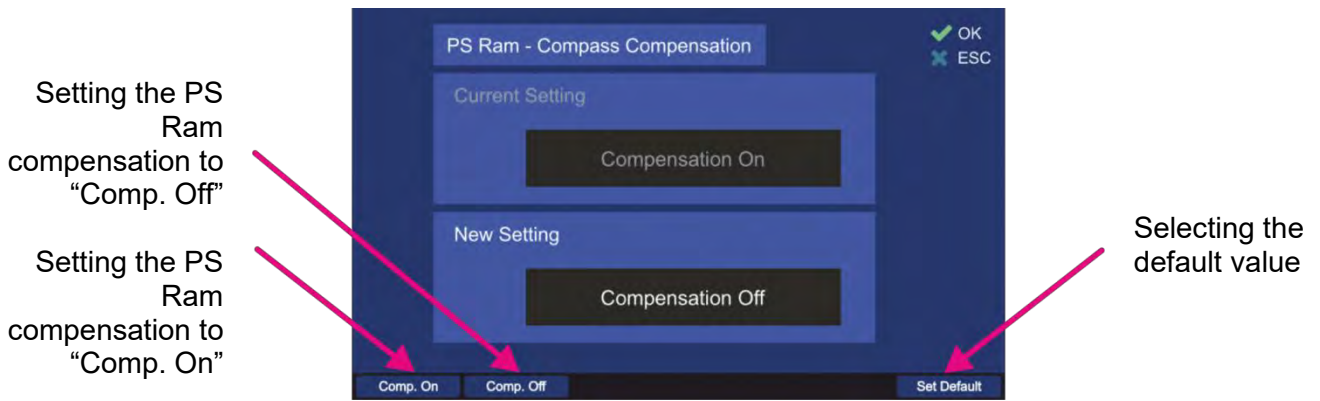 Setting the PS
Ram
compensation to
“Comp. Off”
Setting the PS
Ram
compensation to
“Comp. On”
PS Ram - Compass Compensation
OK
ESC
Current Setting
Compensation On
New Setting
Compensation Off
Comp. On
Comp. Off
Set Default
Selecting the
default value